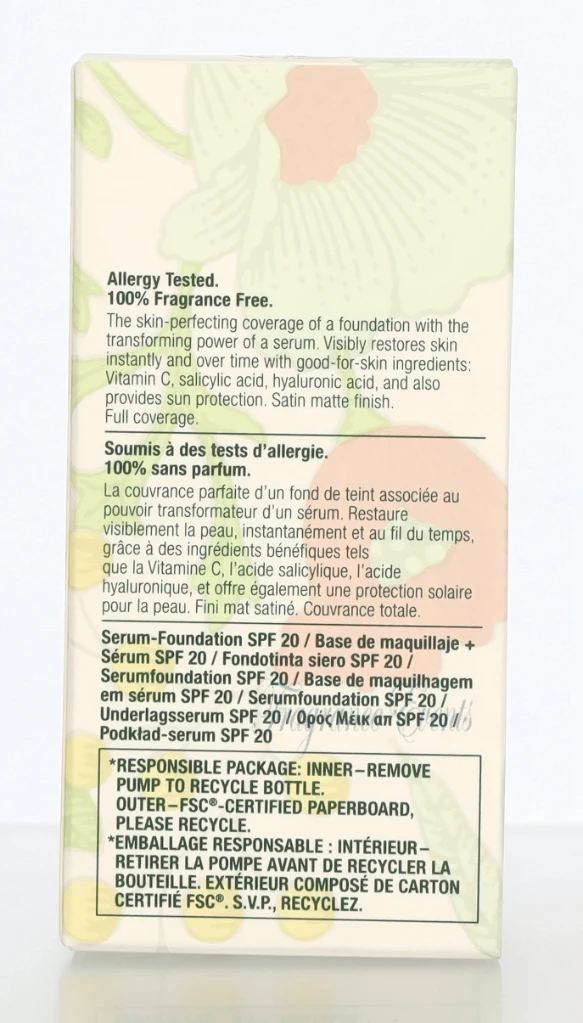 Allergy Tested.
100% Fragrance Free.
The skin-perfecting coverage of a foundation with the
transforming power of a serum. Visibly restores skin
instantly and over time with good-for-skin ingredients:
Vitamin C, salicylic acid, hyaluronic acid, and also
provides sun protection. Satin matte finish.
Full coverage.
Soumis à des tests d'allergie.
100% sans parfum.
La couvrance parfaite d'un fond de teint associée au
pouvoir transformateur d'un sérum. Restaure
visiblement la peau, instantanément et au fil du temps,
grâce à des ingrédients bénéfiques tels
que la Vitamine C, l'acide salicylique, l'acide
hyaluronique, et offre également une protection solaire
pour la peau. Fini mat satiné. Couvrance totale.
Serum-Foundation SPF 20 / Base de maquillaje +
Sérum SPF 20 / Fondotinta siero SPF 20 /
Serumfoundation SPF 20 / Base de maquilhagem
em sérum SPF 20 / Serumfoundation SPF 20 /
Underlagsserum SPF 20 / Ορός Μέικ απ SPF 20 /
Podkład-serum SPF 20
Fragrance Events
*RESPONSIBLE PACKAGE: INNER–REMOVE
PUMP TO RECYCLE BOTTLE.
OUTER–FSC®-CERTIFIED PAPERBOARD,
PLEASE RECYCLE.
*EMBALLAGE RESPONSABLE : INTÉRIEUR–
RETIRER LA POMPE AVANT DE RECYCLER LA
BOUTEILLE. EXTÉRIEUR COMPOSÉ DE CARTON
CERTIFIÉ FSC®. S.V.P., RECYCLEZ.